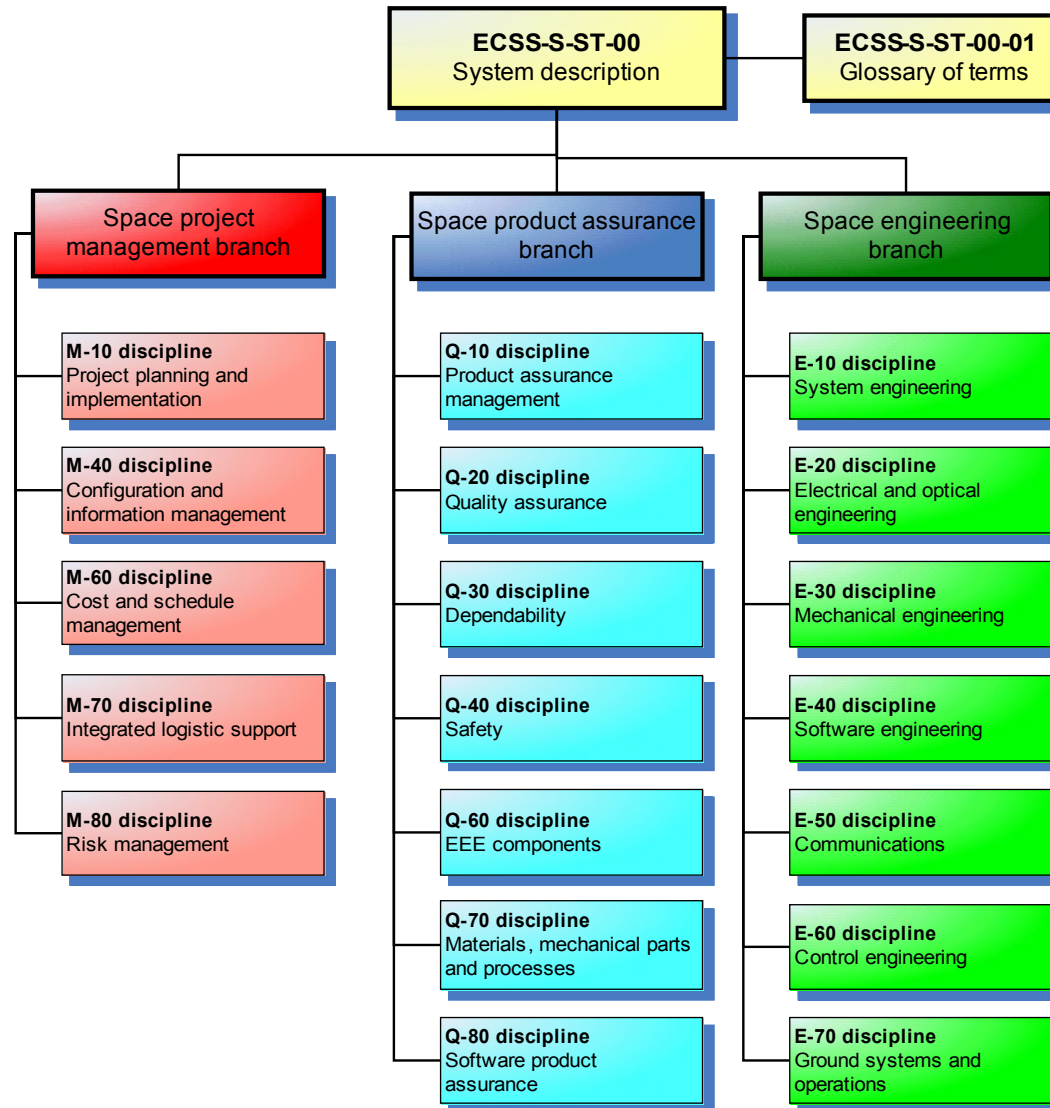 ECSS-S-ST-00
System description
ECSS-S-ST-00-01
Glossary of terms
Space project
management branch
Space product assurance
branch
Space engineering
branch
M-10 discipline
Project planning and
implementation
M-40 discipline
Configuration and
information management
M-60 discipline
Cost and schedule
management
M-70 discipline
Integrated logistic support
M-80 discipline
Risk management
Q-10 discipline
Product assurance
management
Q-20 discipline
Quality assurance
Q-30 discipline
Dependability
Q-40 discipline
Safety
Q-60 discipline
EEE components
Q-70 discipline
Materials, mechanical parts
and processes
Q-80 discipline
Software product
assurance
E-10 discipline
System engineering
E-20 discipline
Electrical and optical
engineering
E-30 discipline
Mechanical engineering
E-40 discipline
Software engineering
E-50 discipline
Communications
E-60 discipline
Control engineering
E-70 discipline
Ground systems and
operations